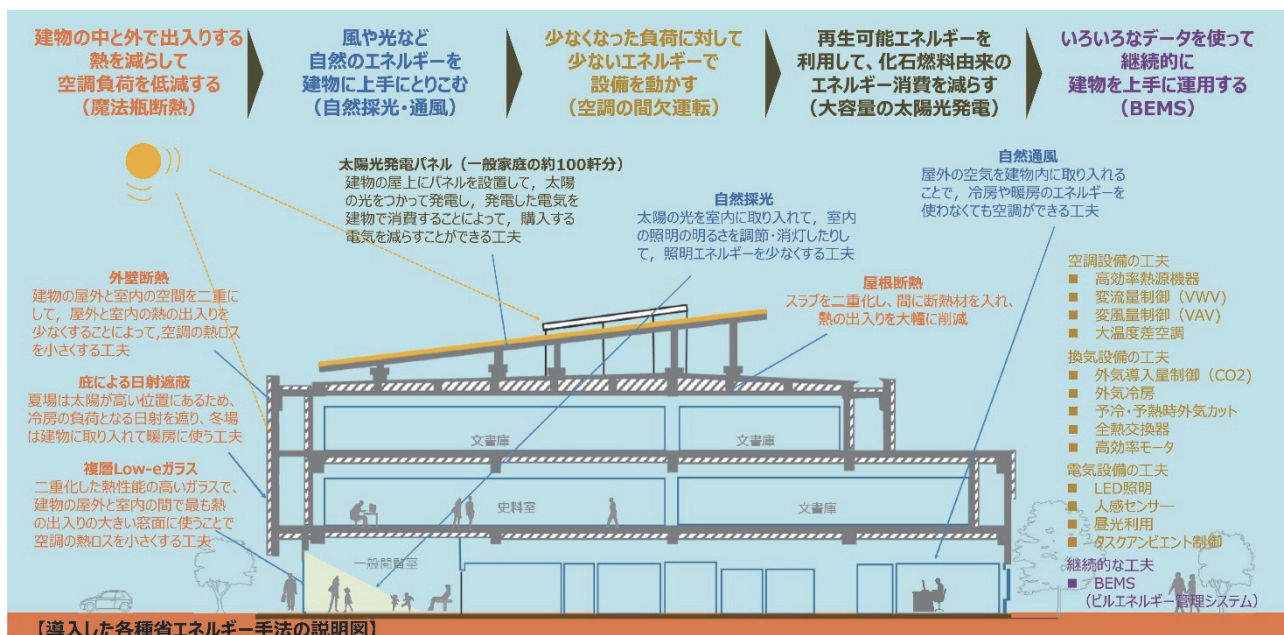 建物の中と外で出入りする
熱を減らして
空調負荷を低減する
（魔法瓶断熱）
風や光など
自然のエネルギーを
建物に上手にとりこむ
（自然採光・通風）
少なくなった負荷に対して
少ないエネルギーで
設備を動かす
（空調の間欠運転）
再生可能エネルギーを
利用して、化石燃料由来の
エネルギー消費を減らす
（大容量の太陽光発電）
いろいろなデータを使って
継続的に
建物を上手に運用する
（BEMS）
太陽光発電パネル（一般家庭の約100軒分）
建物の屋上にパネルを設置して，太陽
の光をつかって発電し，発電した電気を
建物で消費することによって，購入する
電気を減らすことができる工夫
自然採光
太陽の光を室内に取り入れて，室内
の照明の明るさを調節・消灯したりし
て，照明エネルギーを少なくする工夫
自然通風
屋外の空気を建物内に取り入れる
ことで，冷房や暖房のエネルギーを
使わなくても空調ができる工夫
外壁断熱
建物の屋外と室内の空間を二重に
して，屋外と室内の熱の出入りを
少なくすることによって，空調の熱ロス
を小さくする工夫
屋根断熱
スラブを二重化し、間に断熱材を入れ、
熱の出入りを大幅に削減
庇による日射遮蔽
夏場は太陽が高い位置にあるため、
冷房の負荷となる日射を遮り、冬場
は建物に取り入れて暖房に使う工夫
複層Low-eガラス
二重化した熱性能の高いガラスで、
建物の屋外と室内の間で最も熱
の出入りの大きい窓面に使うことで
空調の熱ロスを小さくする工夫
文書庫
文書庫
史料室
文書庫
一般閲覧室
空調設備の工夫
■ 高効率熱源機器
■ 変流量制御（VWV）
■ 変風量制御（VAV）
■ 大温度差空調
換気設備の工夫
■ 外気導入量制御（CO2）
■ 外気冷房
■ 予冷・予熱時外気カット
■ 全熱交換器
■ 高効率モータ
電気設備の工夫
■ LED照明
■ 人感センサー
■ 昼光利用
■ タスクアンビエント制御
継続的な工夫
■ BEMS
（ビルエネルギー管理システム）
【導入した各種省エネルギー手法の説明図】